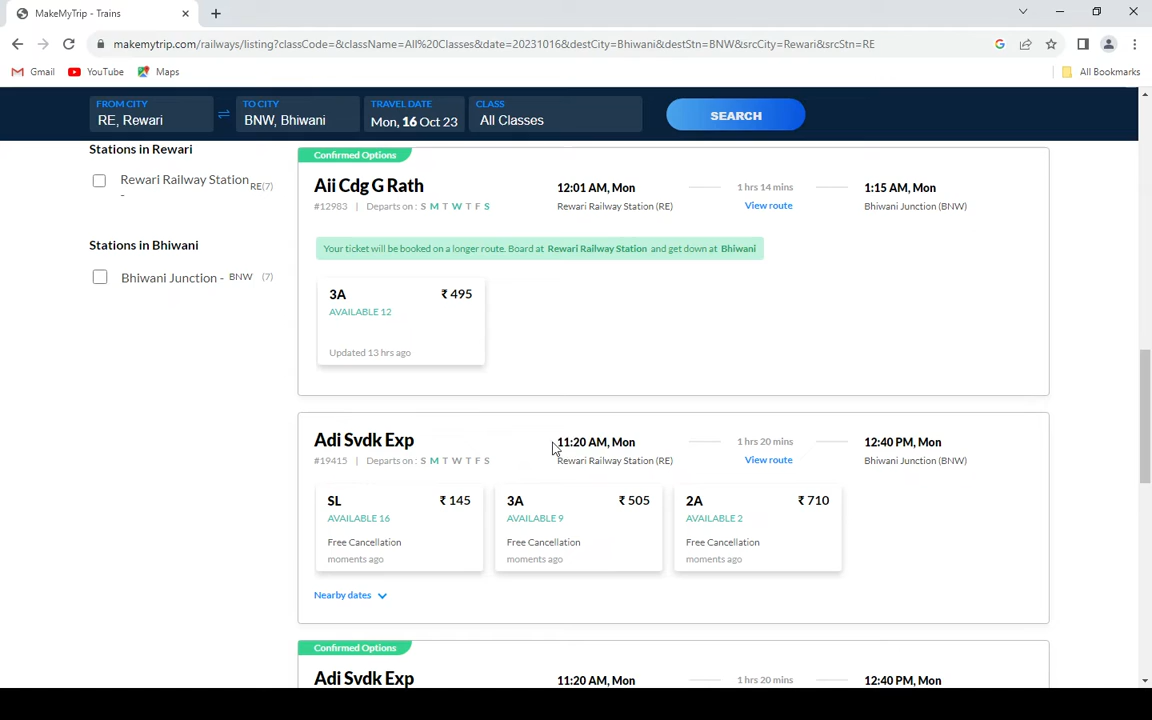 MakeMyTrip - Trains
makemytrip.com/railways/listing?classCode=&className=All%20Classes&date=20231016&destCity=Bhiwani&destStn=BNW&srcCity=Rewari&srcStn=RE
Gmail YouTube Maps All Bookmarks
FROM CITY TO CITY TRAVEL DATE CLASS
RE, Rewari BNW, Bhiwani Mon, 16 Oct 23 All Classes SEARCH
Stations in Rewari
Rewari Railway Station RE(7)
-
Stations in Bhiwani
Bhiwani Junction - BNW (7)
Confirmed Options
Aii Cdg G Rath 12:01 AM, Mon 1 hrs 14 mins 1:15 AM, Mon
#12983 | Departs on : S M T W T F S Rewari Railway Station (RE) View route Bhiwani Junction (BNW)
Your ticket will be booked on a longer route. Board at Rewari Railway Station and get down at Bhiwani
3A ₹ 495
AVAILABLE 12
Updated 13 hrs ago
Adi Svdk Exp 11:20 AM, Mon 1 hrs 20 mins 12:40 PM, Mon
#19415 | Departs on : S M T W T F S Rewari Railway Station (RE) View route Bhiwani Junction (BNW)
SL ₹ 145 3A ₹ 505 2A ₹ 710
AVAILABLE 16 AVAILABLE 9 AVAILABLE 2
Free Cancellation Free Cancellation Free Cancellation
moments ago moments ago moments ago
Nearby dates
Confirmed Options
Adi Svdk Exp 11:20 AM, Mon 1 hrs 20 mins 12:40 PM, Mon